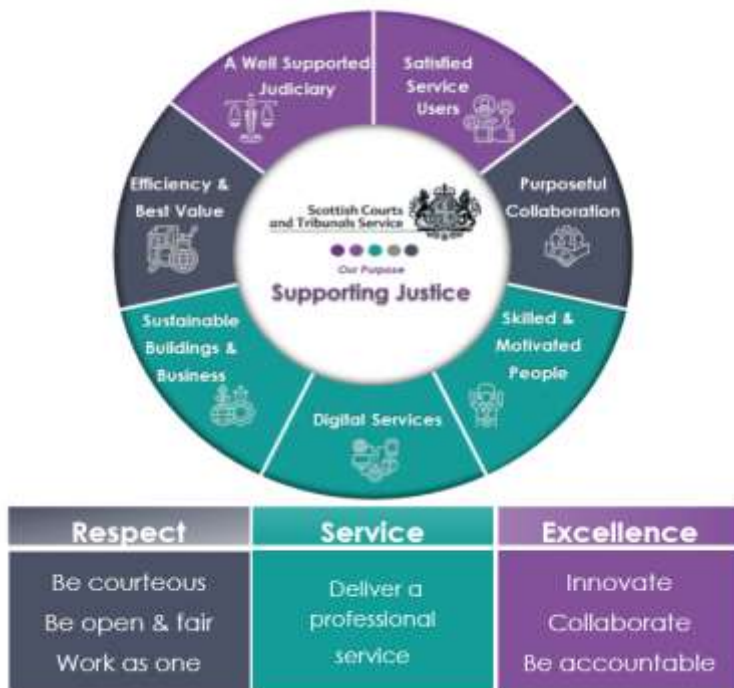 A Well Supported
Judiciary
Satisfied
Service
Users
Efficiency &
Best Value
Purposeful
Collaboration
Scottish Courts
and Tribunals Service
Our Purpose
Supporting Justice
Sustainable
Buildings &
Business
Skilled &
Motivated
People
Digital Services
Respect
Be courteous
Be open & fair
Work as one
Service
Deliver a
professional
service
Excellence
Innovate
Collaborate
Be accountable